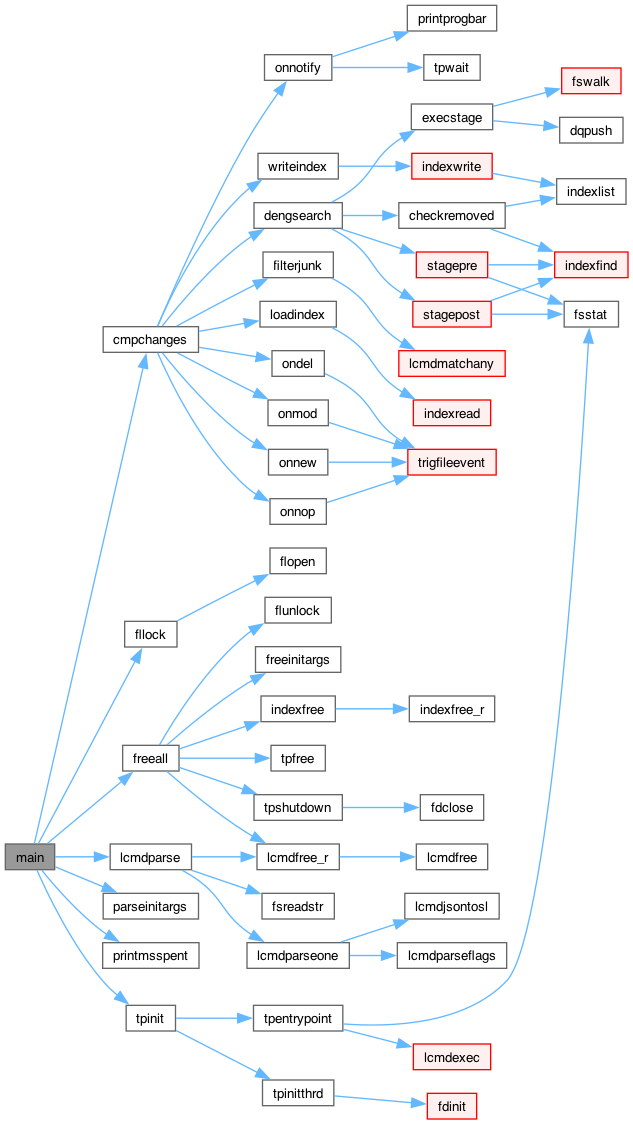 printprogbar
onnotify
tpwait
fswalk
execstage
dqpush
writeindex
indexwrite
indexlist
dengsearch
checkremoved
filterjunk
stagepre
indexfind
loadindex
stagepost
fsstat
cmpchanges
ondel
lcmdmatchany
onmod
indexread
onnew
trigfileevent
onnop
flopen
flunlock
fllock
freeinitargs
indexfree
indexfree_r
freeall
tpfree
tpshutdown
fdclose
main
lcmdparse
lcmdfree_r
lcmdfree
parseinitargs
fsreadstr
lcmdjsontosl
printmsspent
lcmdparseone
lcmdparseflags
tpinit
tpentrypoint
lcmdexec
tpinitthrd
fdinit